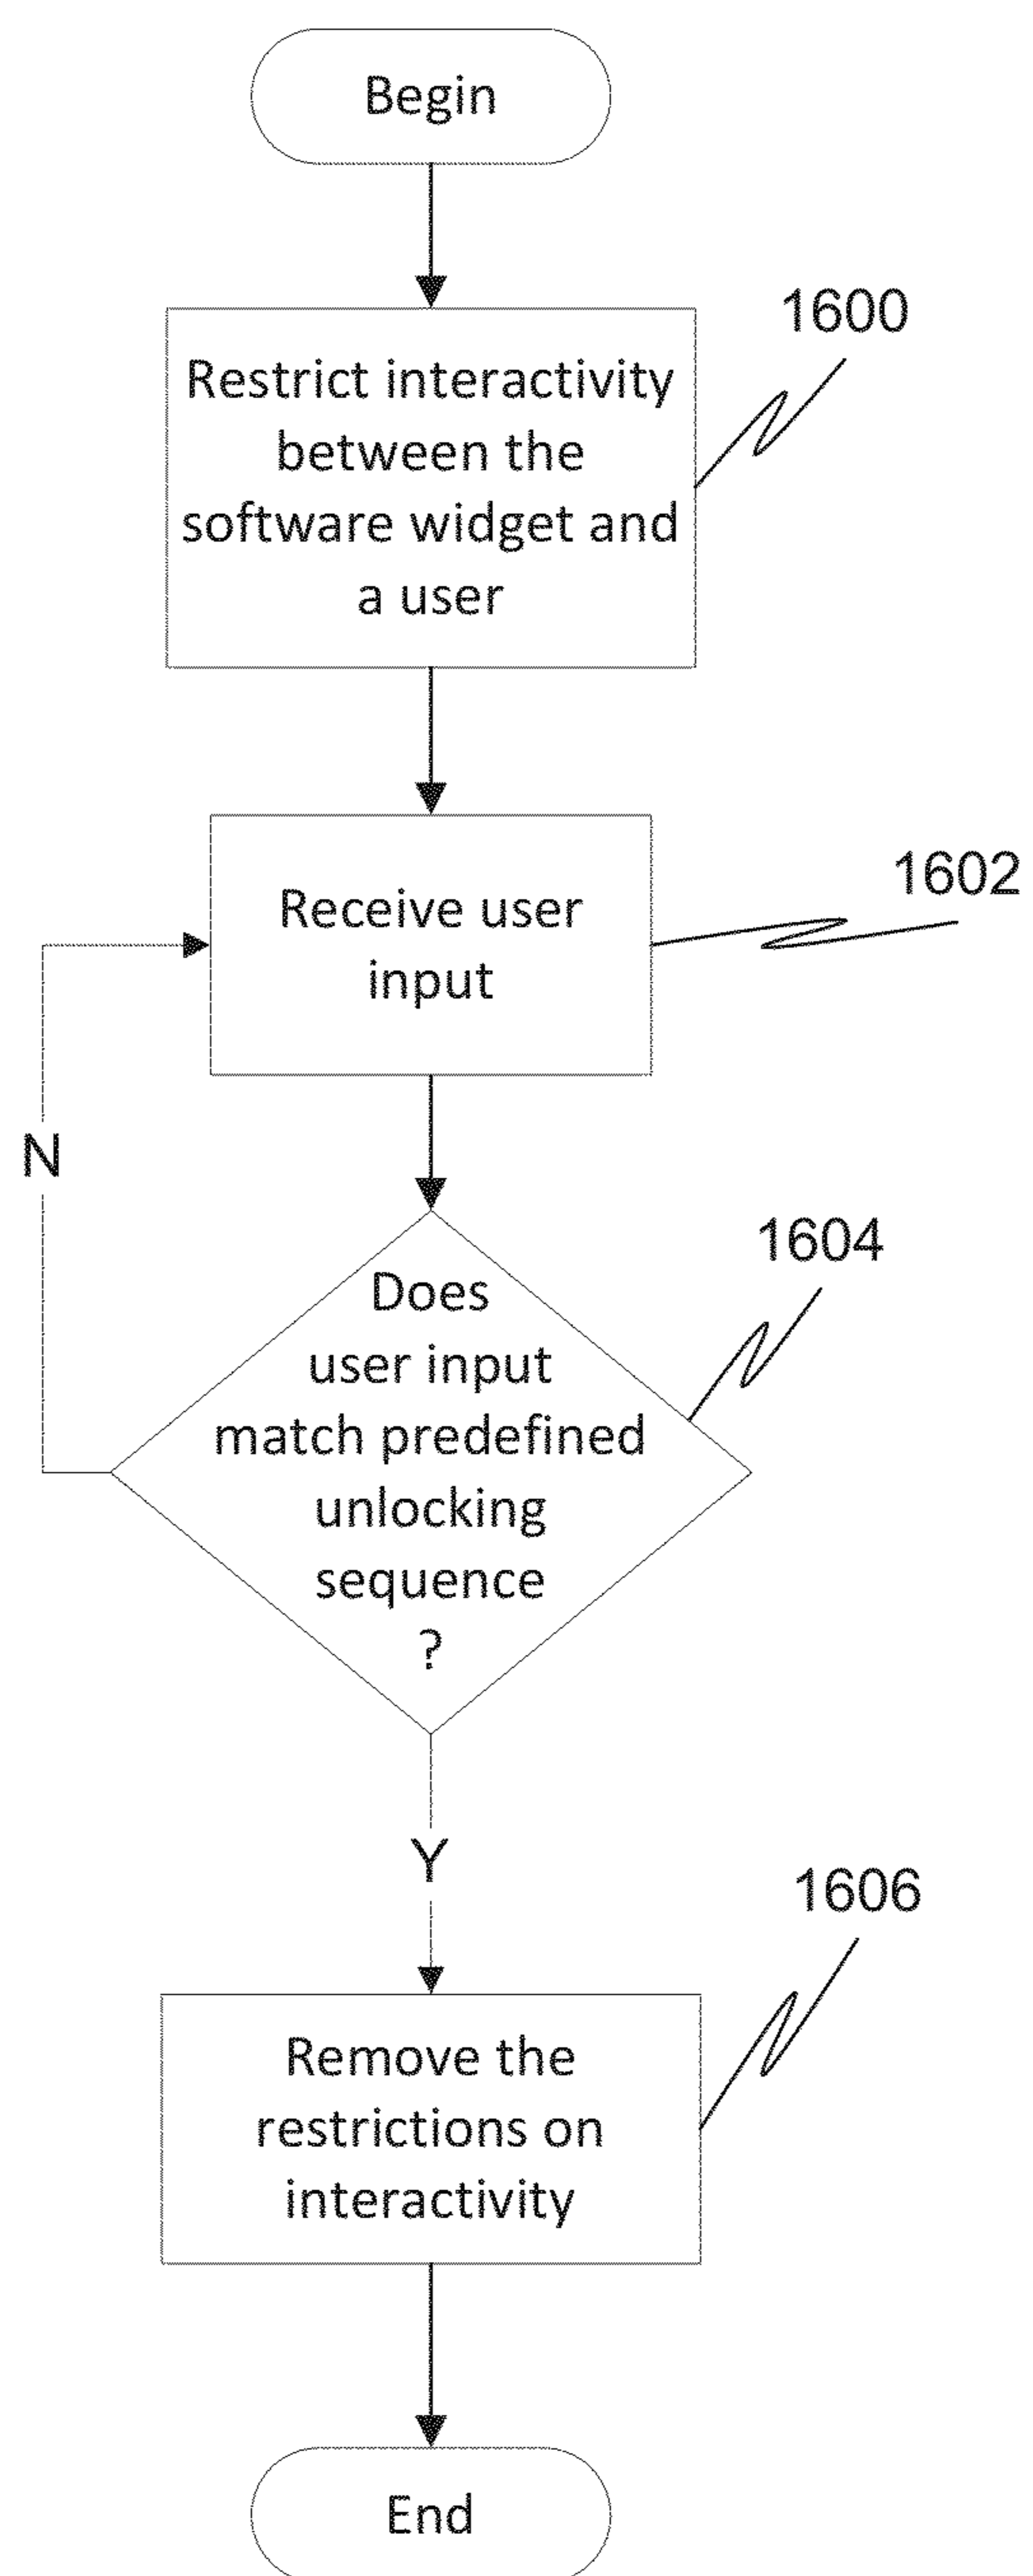 Begin
1600
Restrict interactivity
between the
software widget and
a user
1602
Receive user
input
N
1604
Does
user input
match predefined
unlocking
sequence
?
Y
1606
Remove the
restrictions on
interactivity
End